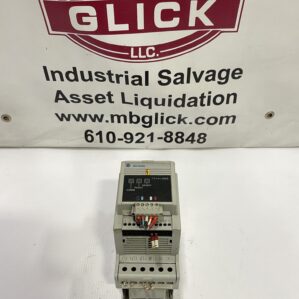 GLICK
LLC.
Industrial Salvage
Asset Liquidation
www.mbglick.com
610-921-8848